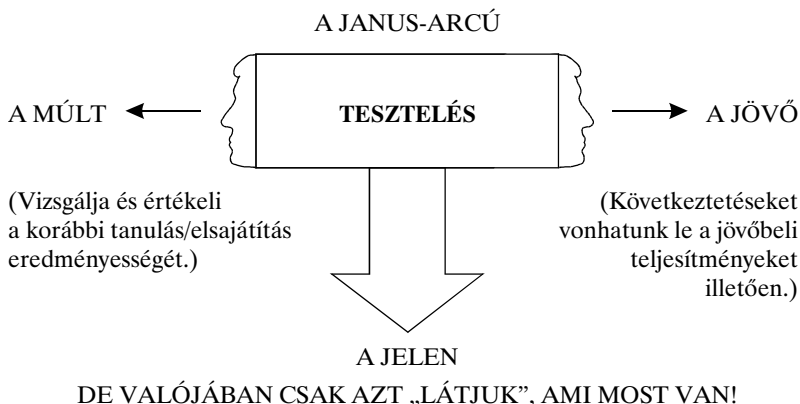 A JANUS-ARCÚ
A MÚLT
TESZTELÉS
A JÖVŐ
(Vizsgálja és értékeli
a korábbi tanulás/elsajátítás
eredményességét.)
(Következtetéseket
vonhatunk le a jövőbeli
teljesítményeket
illetően.)
A JELEN
DE VALÓJÁBAN CSAK AZT „LÁTJUK”, AMI MOST VAN!